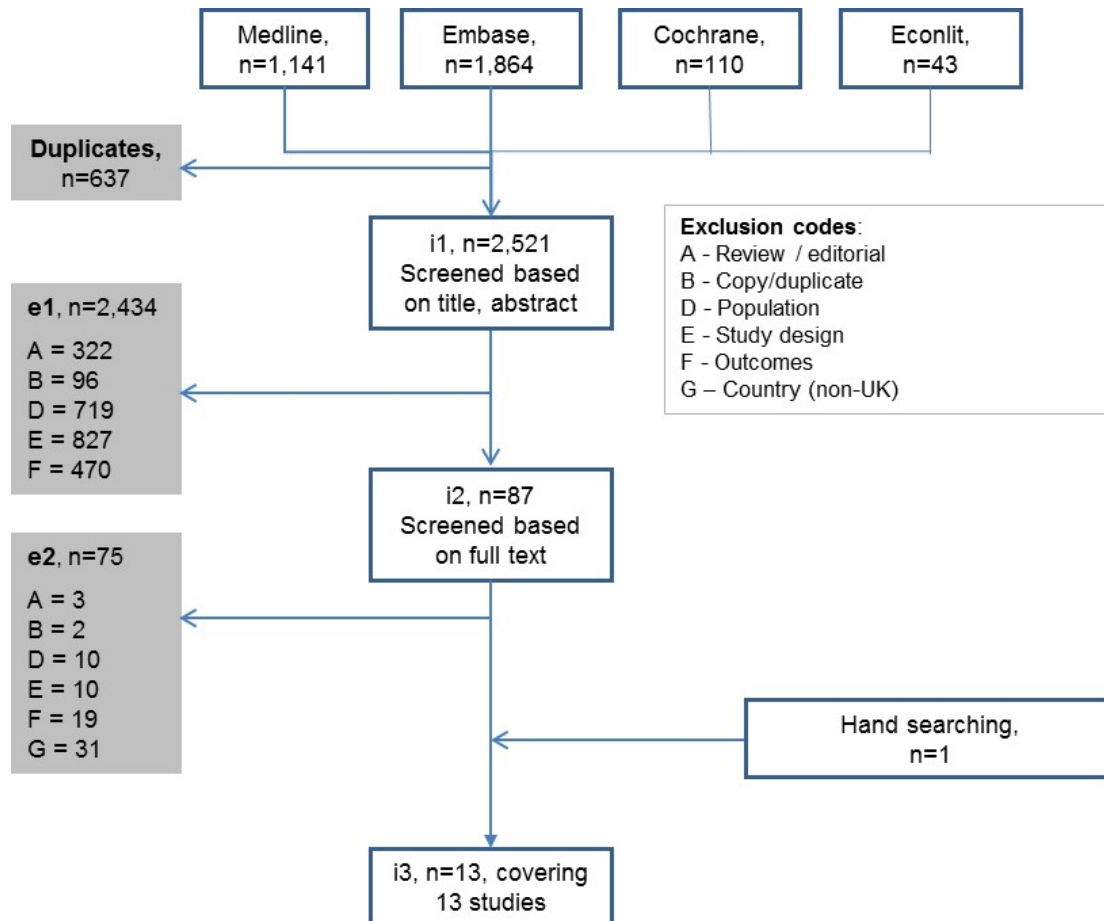 Medline,
n=1,141
Embase,
n=1,864
Cochrane,
n=110
Econlit,
n=43
Duplicates,
n=637
i1, n=2,521
Screened based
on title, abstract
Exclusion codes:
A - Review / editorial
B - Copy/duplicate
D - Population
E - Study design
F - Outcomes
G – Country (non-UK)
e1, n=2,434
A = 322
B = 96
D = 719
E = 827
F = 470
i2, n=87
Screened based
on full text
e2, n=75
A = 3
B = 2
D = 10
E = 10
F = 19
G = 31
Hand searching,
n=1
i3, n=13, covering
13 studies